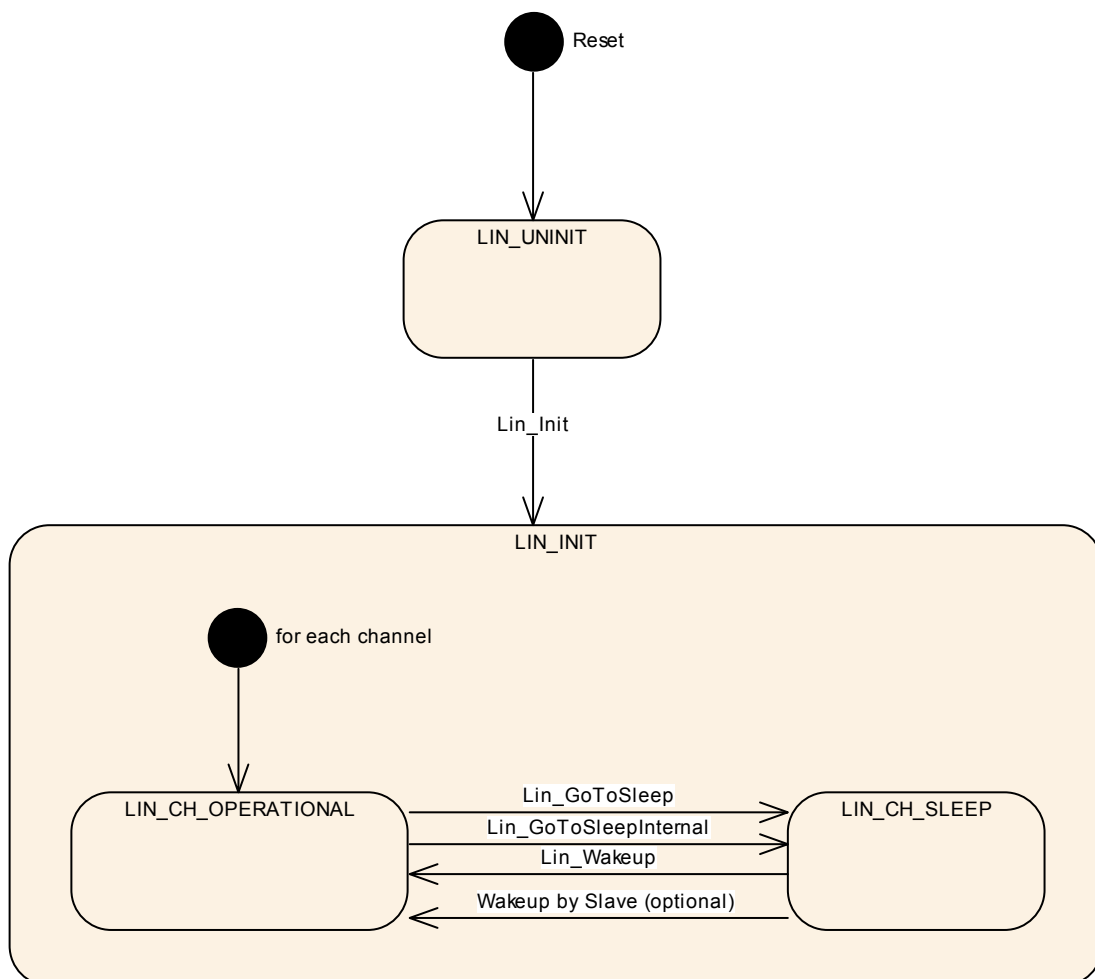 Reset
LIN_UNINIT
Lin_Init
LIN_INIT
for each channel
LIN_CH_OPERATIONAL
Lin_GoToSleep
LIN_CH_SLEEP
Lin_GoToSleepInternal
Lin_Wakeup
Wakeup by Slave (optional)